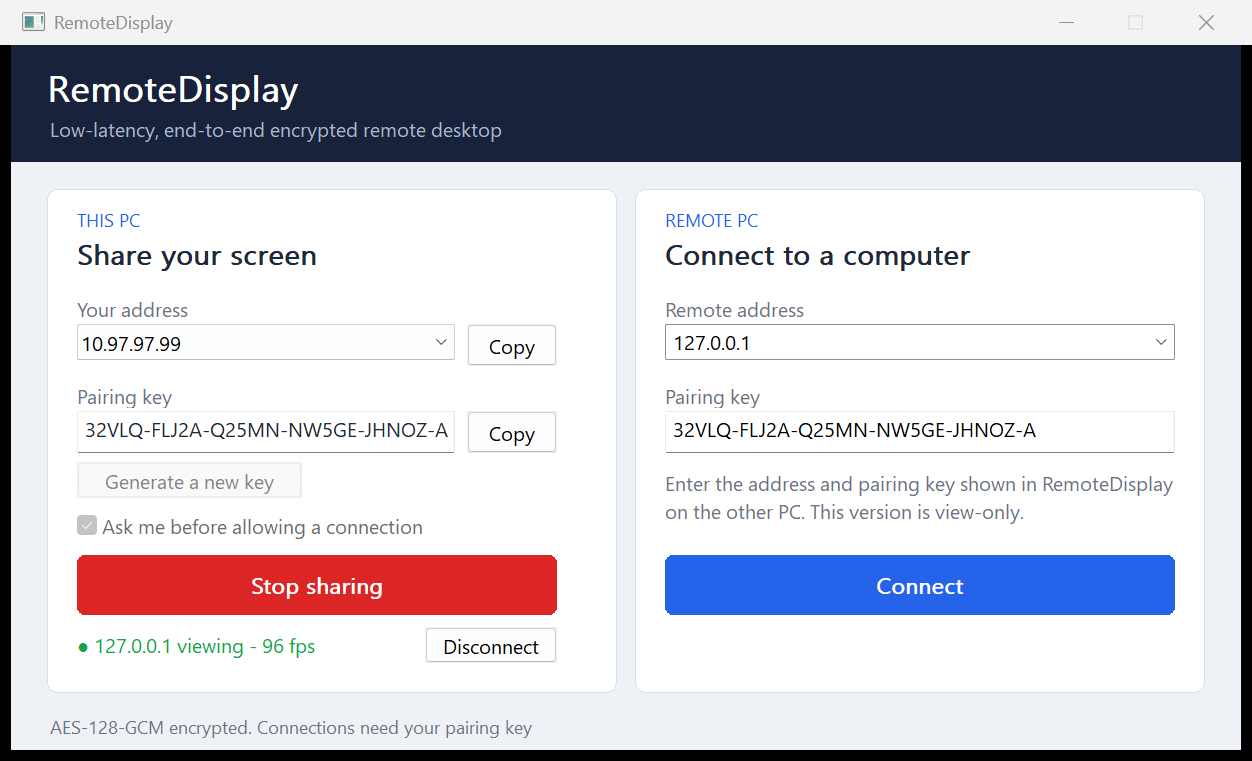 RemoteDisplay
RemoteDisplay
Low-latency, end-to-end encrypted remote desktop
THIS PC
Share your screen
Your address
10.97.97.99
Copy
Pairing key
32VLQ-FLJ2A-Q25MN-NW5GE-JHNOZ-A
Copy
Generate a new key
Ask me before allowing a connection
Stop sharing
● 127.0.0.1 viewing - 96 fps
Disconnect
REMOTE PC
Connect to a computer
Remote address
127.0.0.1
Pairing key
32VLQ-FLJ2A-Q25MN-NW5GE-JHNOZ-A
Enter the address and pairing key shown in RemoteDisplay
on the other PC. This version is view-only.
Connect
AES-128-GCM encrypted. Connections need your pairing key